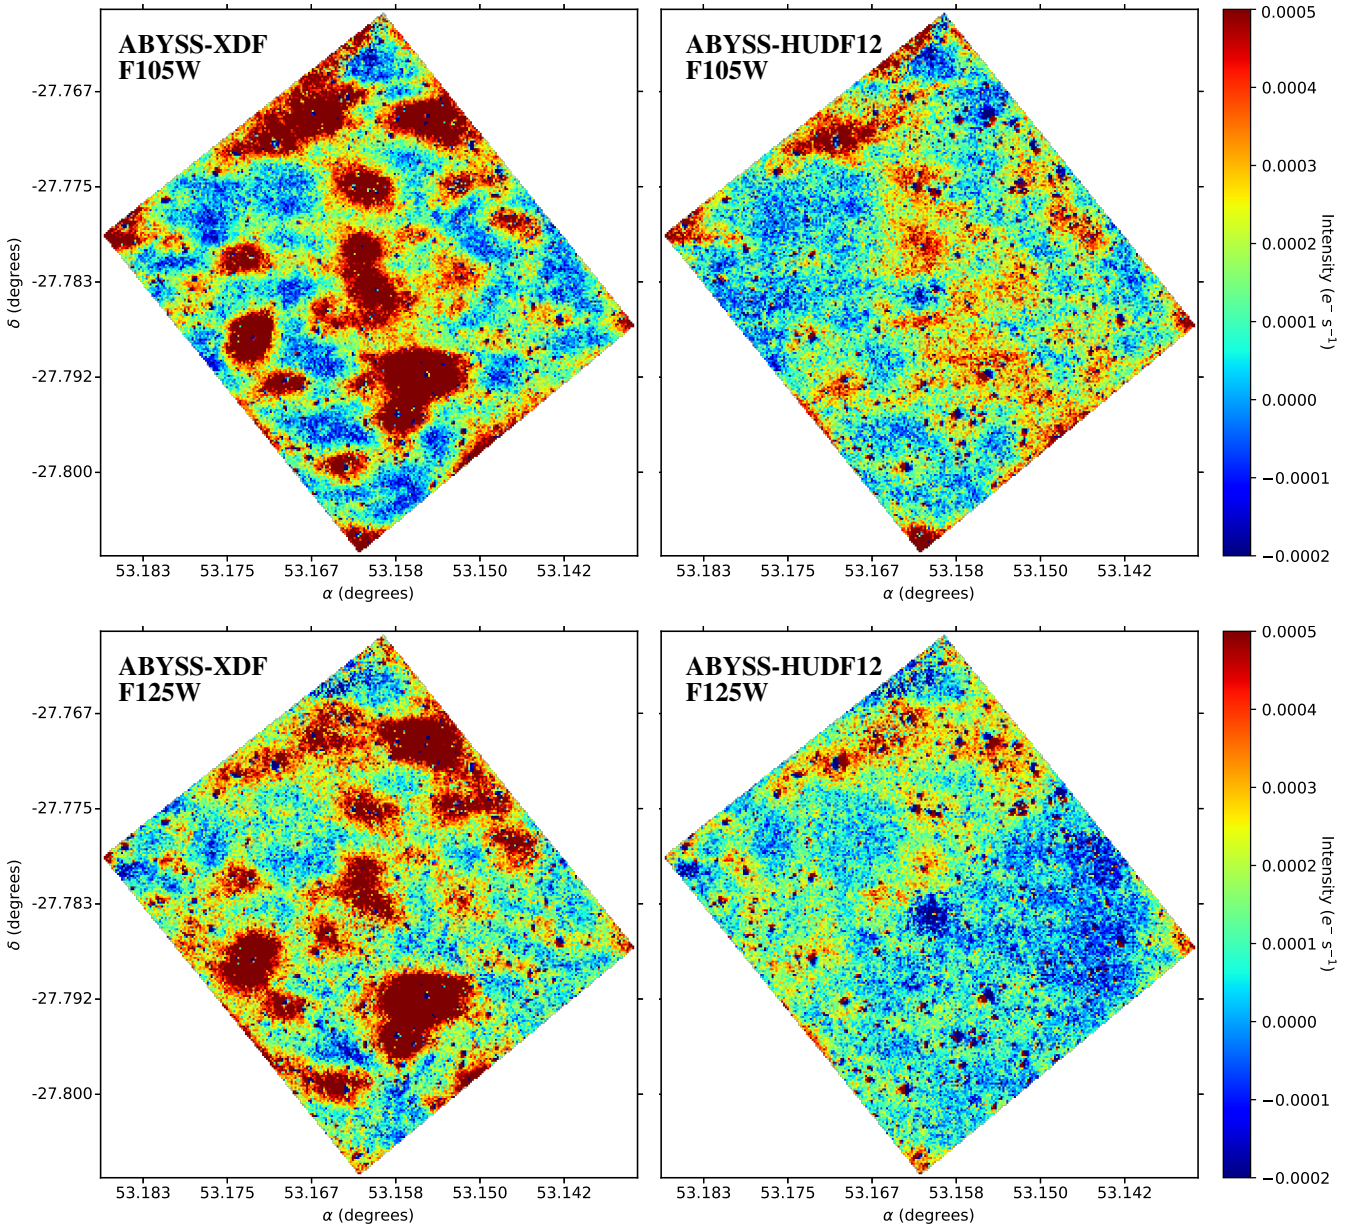 ABYSS-XDF
F105W
ABYSS-HUDF12
F105W
-27.767
-27.775
-27.783
-27.792
-27.800
δ (degrees)
53.183 53.175 53.167 53.158 53.150 53.142
α (degrees)
53.183 53.175 53.167 53.158 53.150 53.142
α (degrees)
0.0005
0.0004
0.0003
0.0002
0.0001
0.0000
−0.0001
−0.0002
Intensity (e⁻ s⁻¹)
ABYSS-XDF
F125W
ABYSS-HUDF12
F125W
-27.767
-27.775
-27.783
-27.792
-27.800
δ (degrees)
53.183 53.175 53.167 53.158 53.150 53.142
α (degrees)
53.183 53.175 53.167 53.158 53.150 53.142
α (degrees)
0.0005
0.0004
0.0003
0.0002
0.0001
0.0000
−0.0001
−0.0002
Intensity (e⁻ s⁻¹)